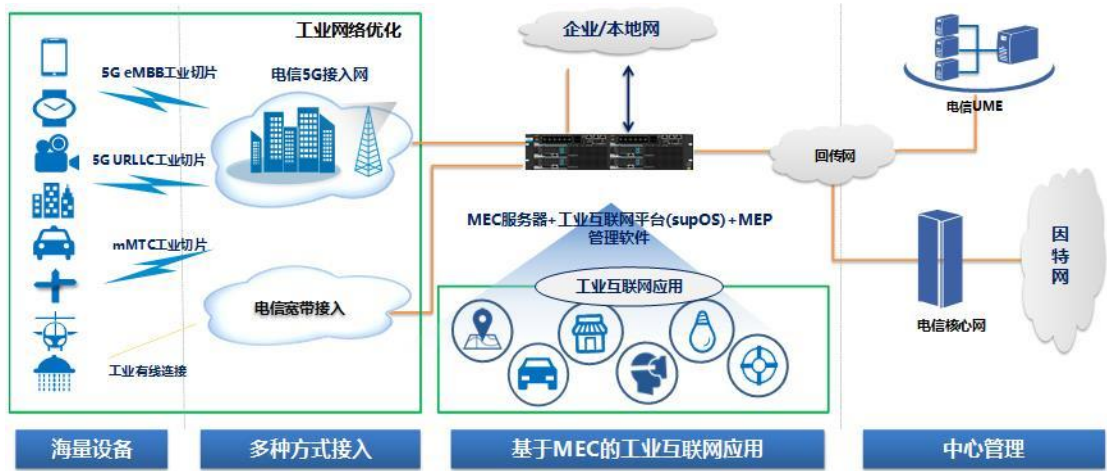 工业网络优化
5G eMBB工业切片
电信5G接入网
5G URLLC工业切片
mMTC工业切片
电信宽带接入
工业有线连接
企业/本地网
MEC服务器+工业互联网平台(supOS)+MEP
管理软件
工业互联网应用
回传网
电信UME
电信核心网
因特网
海量设备
多种方式接入
基于MEC的工业互联网应用
中心管理